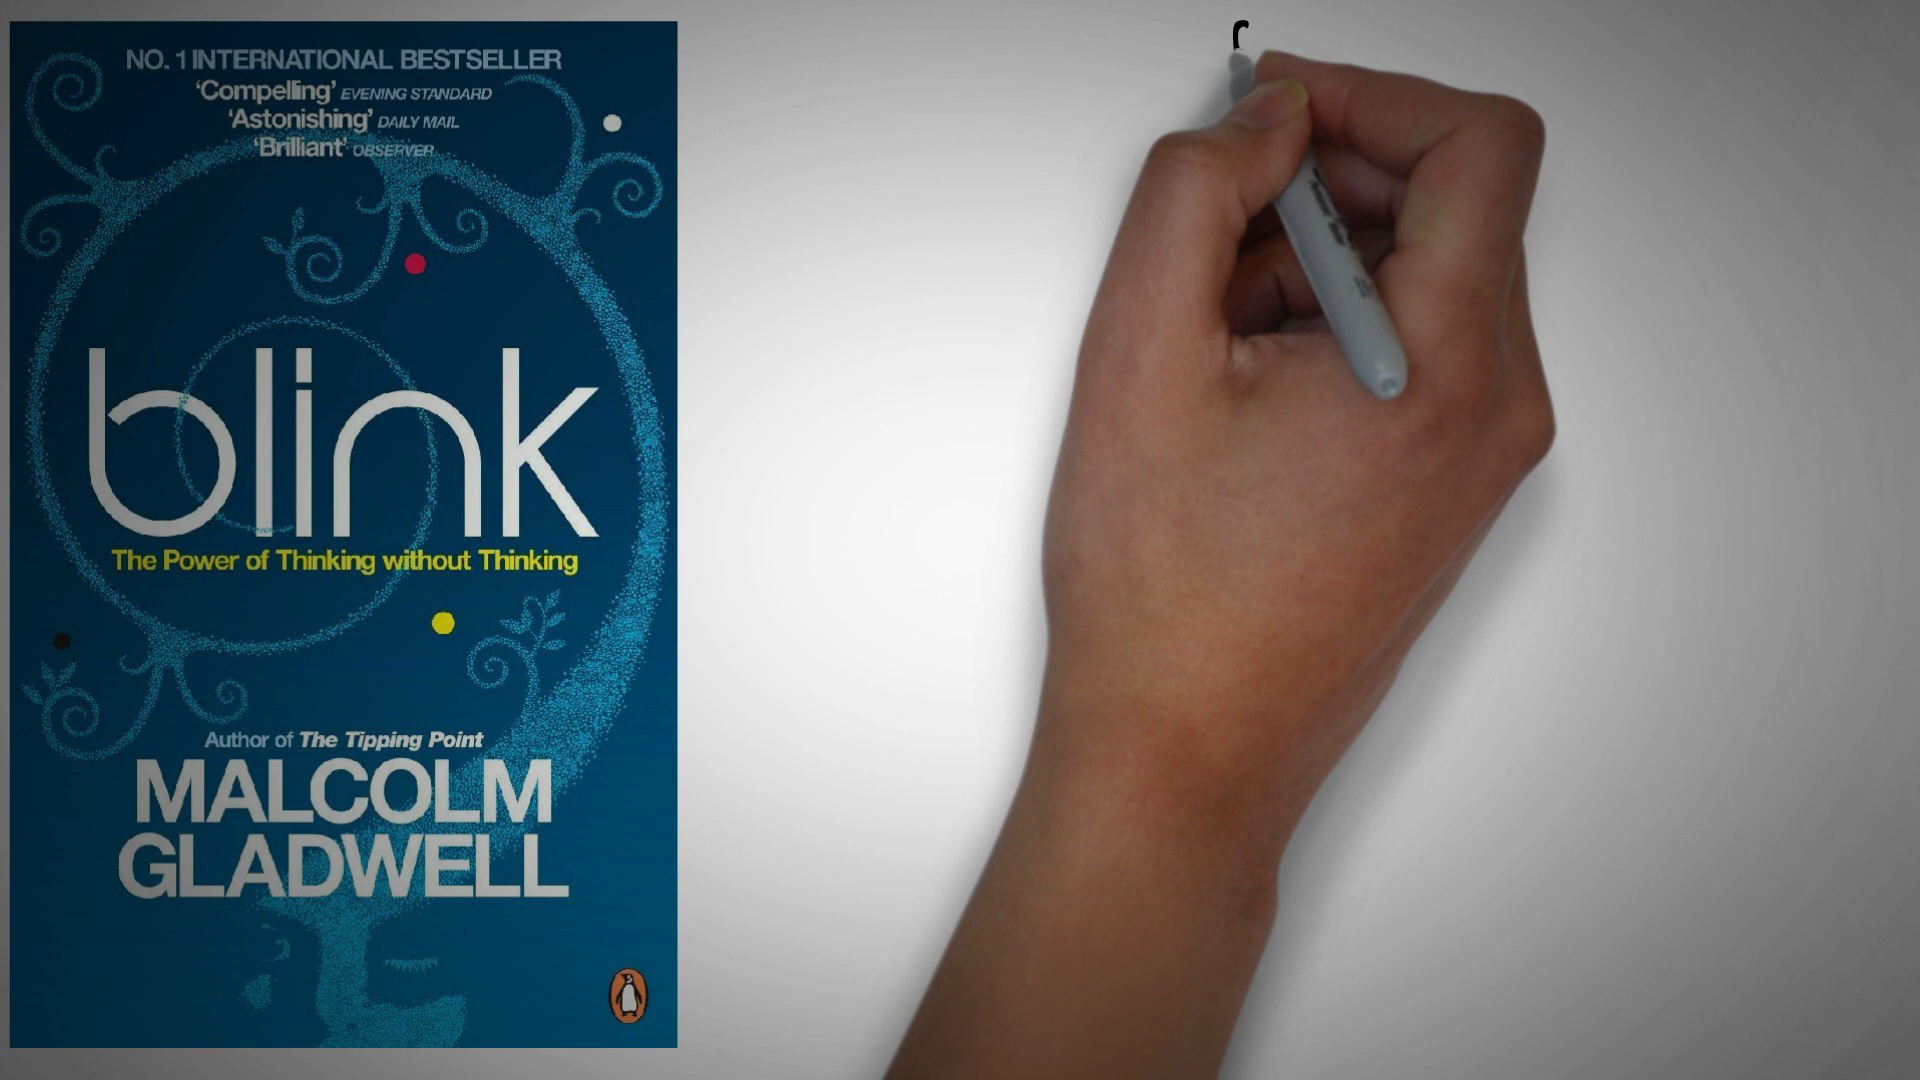 NO. 1 INTERNATIONAL BESTSELLER
‘Compelling’ EVENING STANDARD
‘Astonishing’ DAILY MAIL
‘Brilliant’ OBSERVER
blink
The Power of Thinking without Thinking
Author of The Tipping Point
MALCOLM
GLADWELL